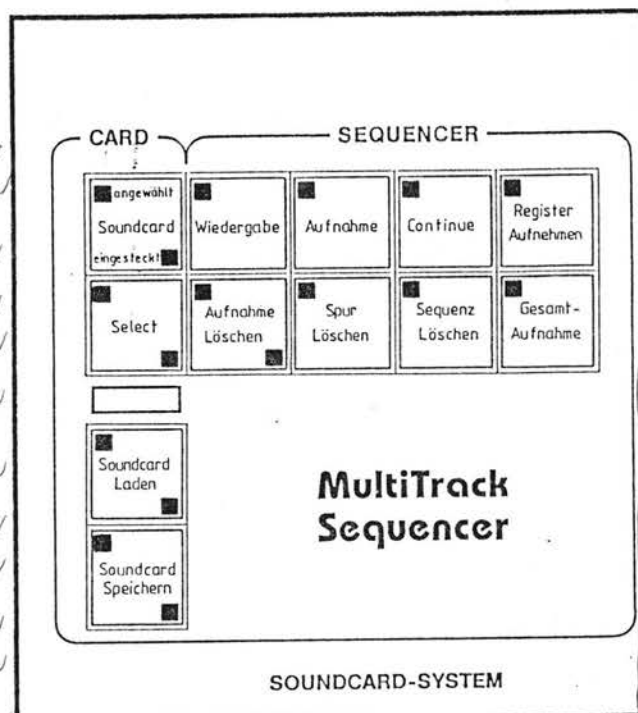 CARD
SEQUENCER
angewählt
Soundcard
eingesteckt
Wiedergabe
Aufnahme
Continue
Register
Aufnehmen
Select
Aufnahme
Löschen
Spur
Löschen
Sequenz
Löschen
Gesamt-
Aufnahme
Soundcard
Laden
Soundcard
Speichern
MultiTrack
Sequencer
SOUNDCARD-SYSTEM